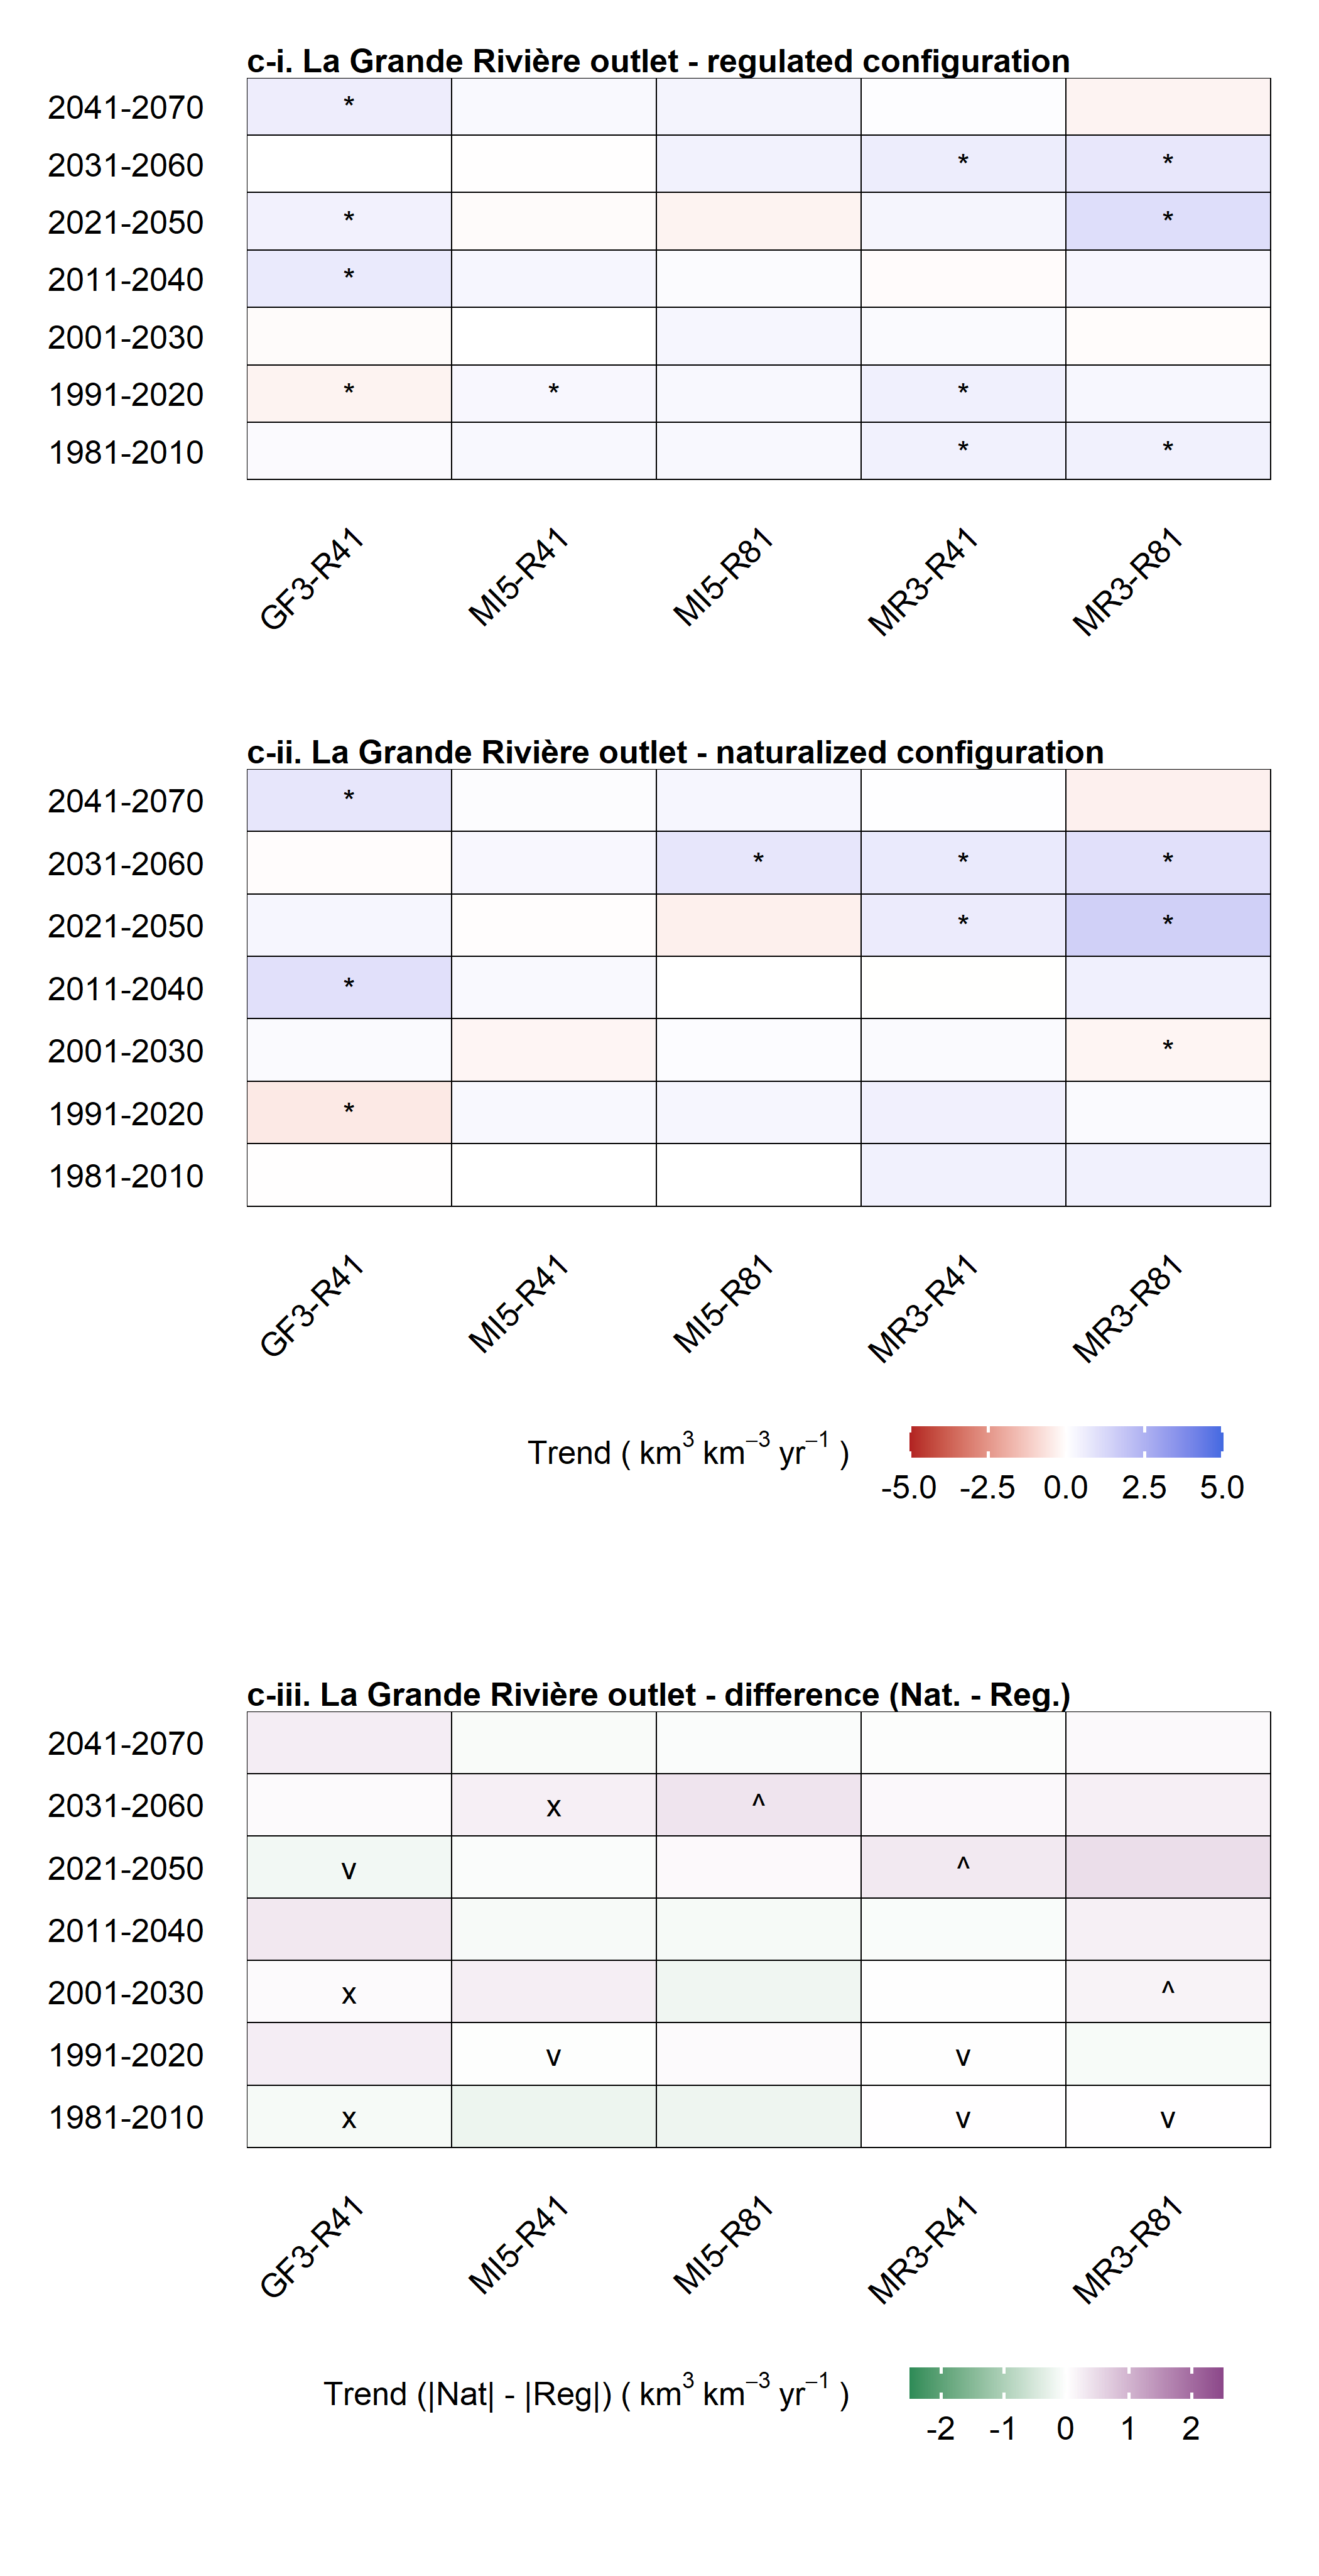 c-i. La Grande Rivière outlet - regulated configuration
2041-2070 *
2031-2060 * *
2021-2050 * *
2011-2040 *
2001-2030
1991-2020 * * *
1981-2010 * *
GF3-R41 MI5-R41 MI5-R81 MR3-R41 MR3-R81
c-ii. La Grande Rivière outlet - naturalized configuration
2041-2070 *
2031-2060 * * *
2021-2050 * *
2011-2040 *
2001-2030 *
1991-2020 *
1981-2010
GF3-R41 MI5-R41 MI5-R81 MR3-R41 MR3-R81
Trend ( km³ km⁻³ yr⁻¹ )
-5.0 -2.5 0.0 2.5 5.0
c-iii. La Grande Rivière outlet - difference (Nat. - Reg.)
2041-2070
2031-2060 x ^
2021-2050 v ^
2011-2040
2001-2030 x ^
1991-2020 v v
1981-2010 x v v
GF3-R41 MI5-R41 MI5-R81 MR3-R41 MR3-R81
Trend (|Nat| - |Reg|) ( km³ km⁻³ yr⁻¹ )
-2 -1 0 1 2